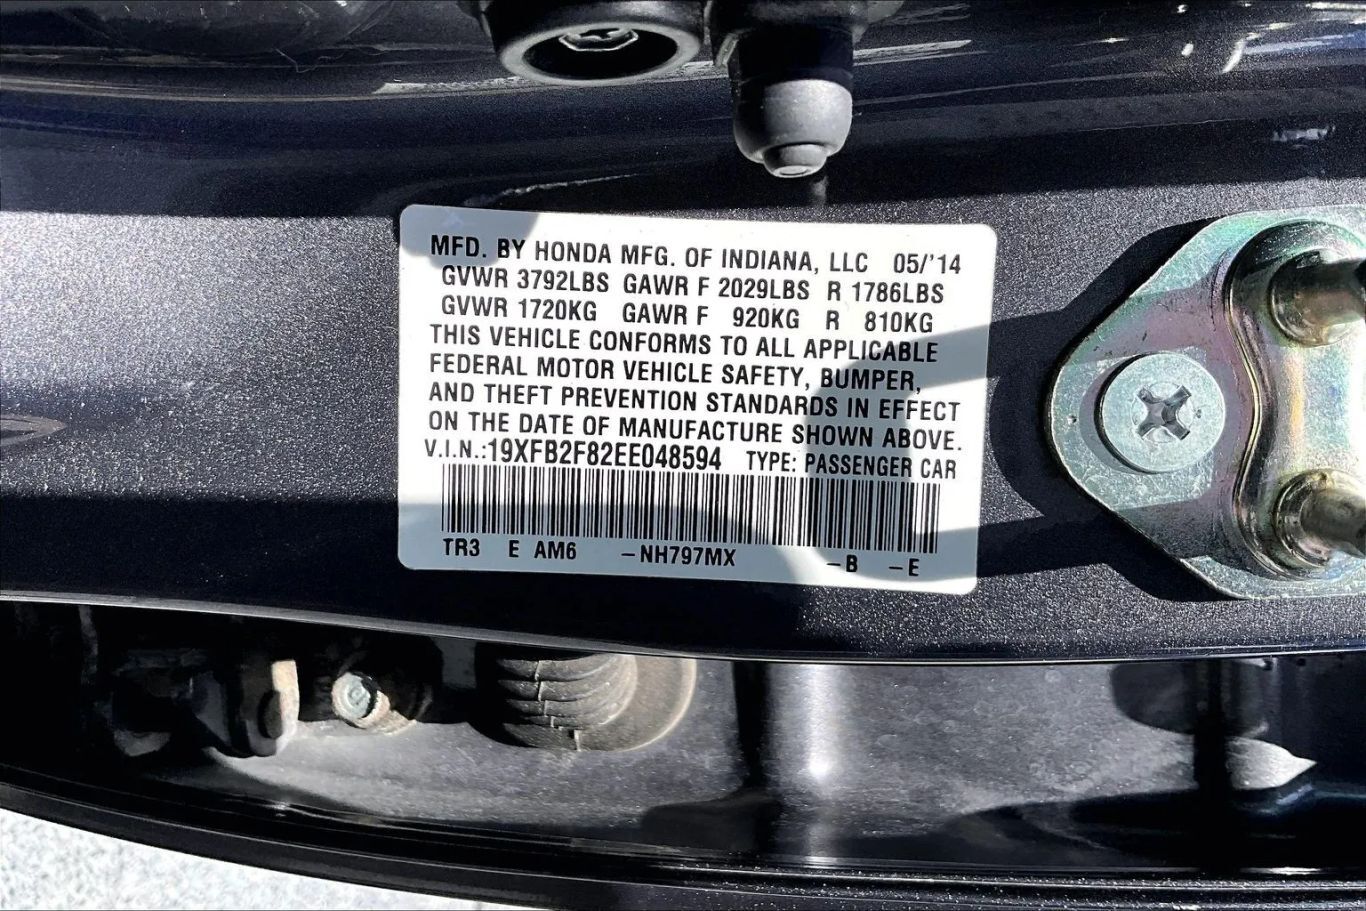 MFD. BY HONDA MFG. OF INDIANA, LLC 05/'14
GVWR 3792LBS GAWR F 2029LBS R 1786LBS
GVWR 1720KG GAWR F 920KG R 810KG
THIS VEHICLE CONFORMS TO ALL APPLICABLE
FEDERAL MOTOR VEHICLE SAFETY, BUMPER,
AND THEFT PREVENTION STANDARDS IN EFFECT
ON THE DATE OF MANUFACTURE SHOWN ABOVE.
V.I.N.:19XFB2F82EE048594 TYPE: PASSENGER CAR
TR3 E AM6 –NH797MX –B –E